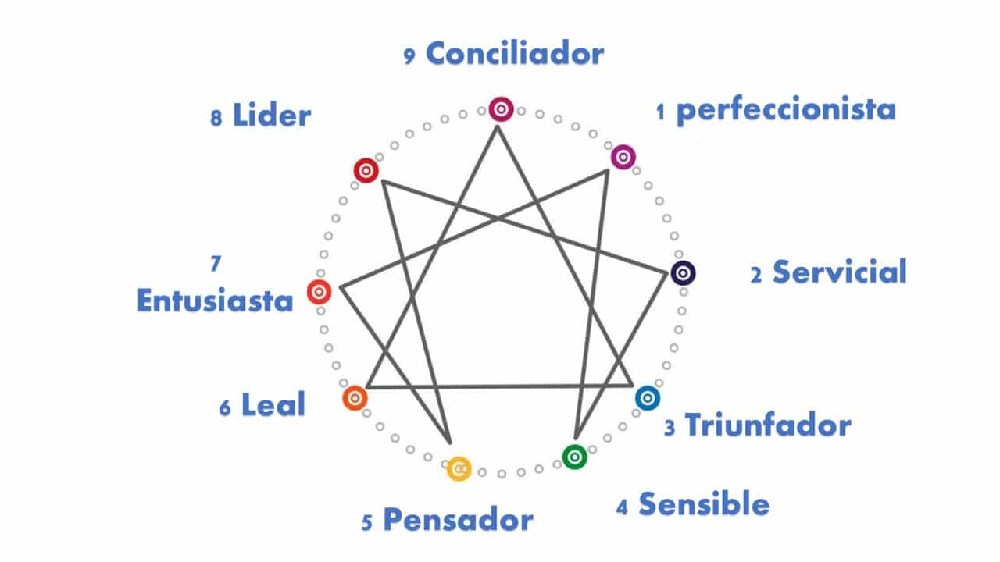 9 Conciliador
8 Lider
1 perfeccionista
7
Entusiasta
2 Servicial
6 Leal
3 Triunfador
4 Sensible
5 Pensador